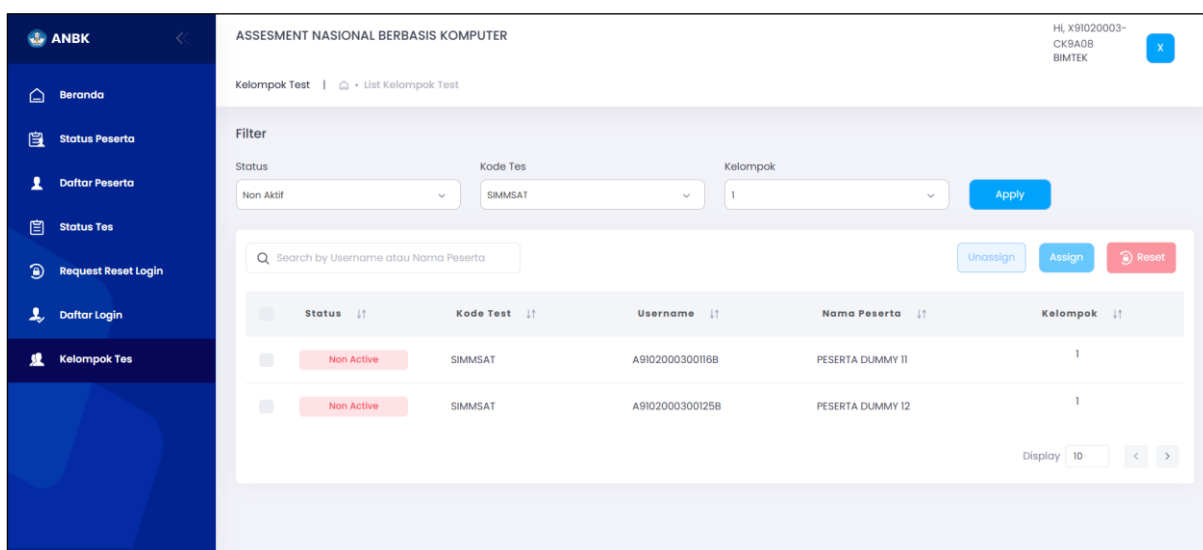 ANBK
Beranda
Status Peserta
Daftar Peserta
Status Tes
Request Reset Login
Daftar Login
Kelompok Tes
ASSESMENT NASIONAL BERBASIS KOMPUTER
Hi, X91020003-
CK9A08
BIMTEK
X
Kelompok Test | • List Kelompok Test
Filter
Status Kode Tes Kelompok
Non Aktif SIMMSAT 1 Apply
Search by Username atau Nama Peserta Unassign Assign Reset
Status Kode Test Username Nama Peserta Kelompok
Non Active SIMMSAT A9102000300116B PESERTA DUMMY 11 1
Non Active SIMMSAT A9102000300125B PESERTA DUMMY 12 1
Display 10 < >